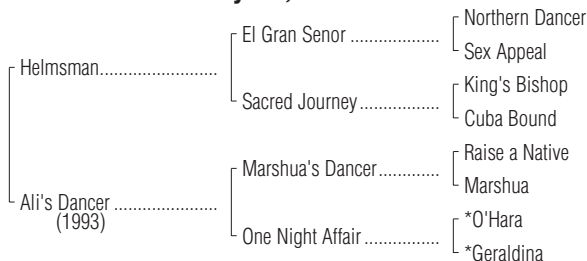 Northern Dancer
El Gran Senor ...................
Sex Appeal
Helmsman.........................
King's Bishop
Sacred Journey .................
Cuba Bound
Raise a Native
Marshua's Dancer.............
Marshua
Ali's Dancer ......................
(1993)
*O'Hara
One Night Affair ................
*Geraldina